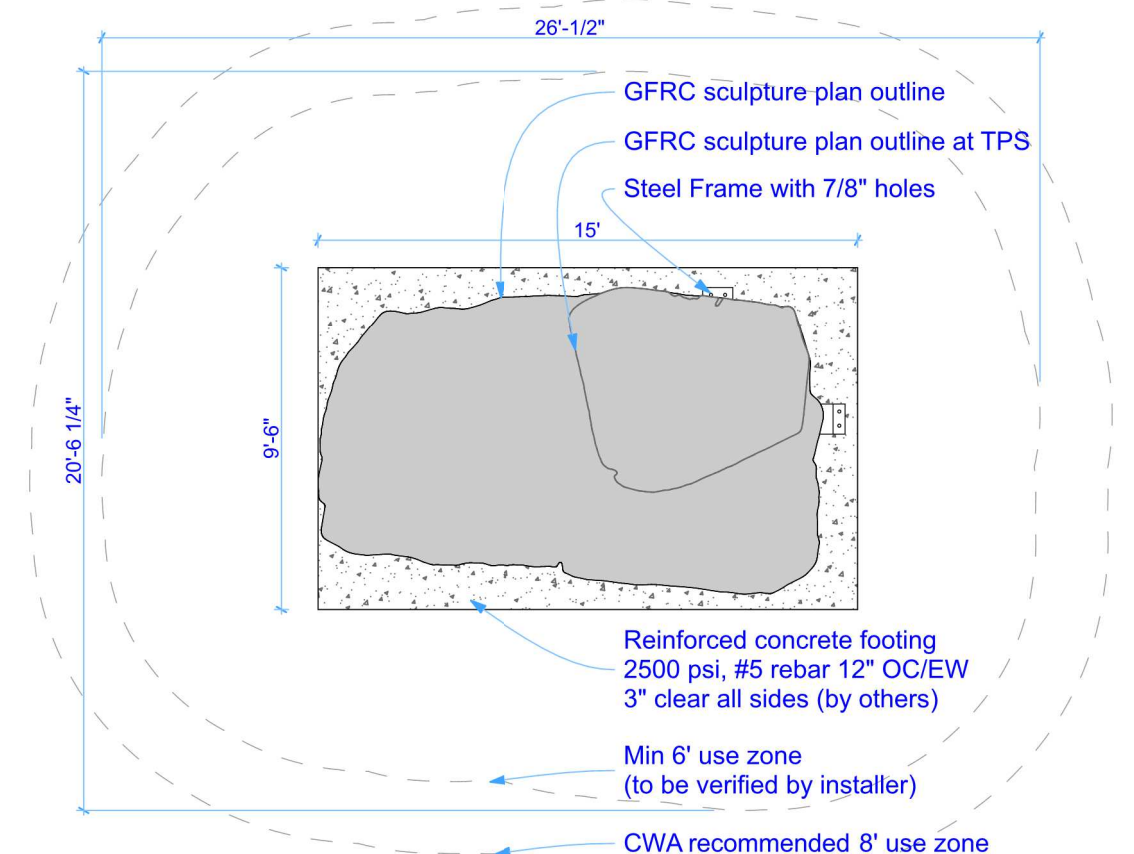 26'-1/2"
GFRC sculpture plan outline
GFRC sculpture plan outline at TPS
Steel Frame with 7/8" holes
15'
9'-6"
20'-6 1/4"
Reinforced concrete footing
2500 psi, #5 rebar 12" OC/EW
3" clear all sides (by others)
Min 6' use zone
(to be verified by installer)
CWA recommended 8' use zone